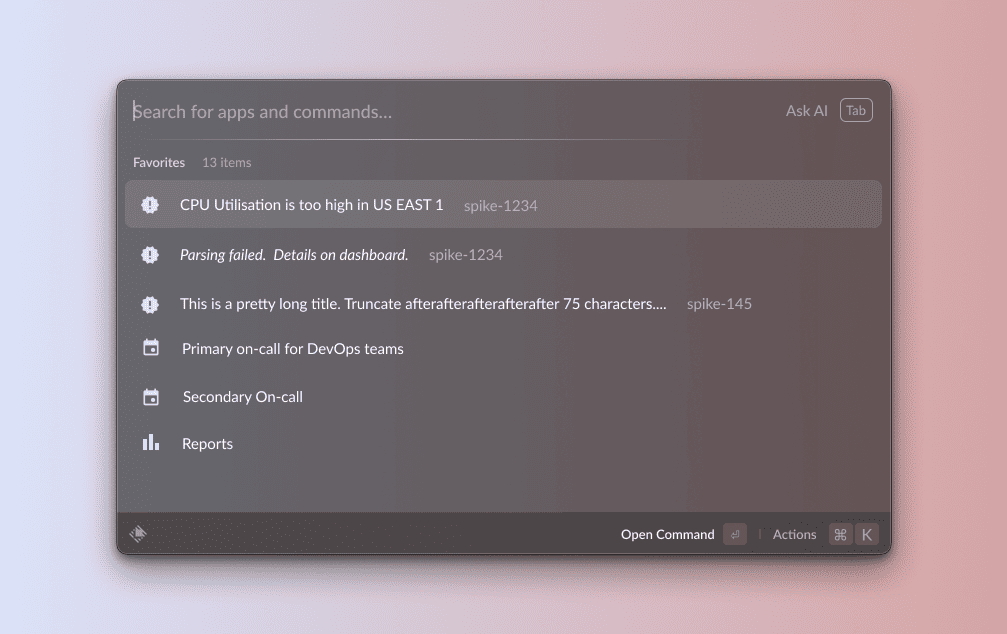 Search for apps and commands... Ask AI Tab
Favorites 13 items
CPU Utilisation is too high in US EAST 1 spike-1234
Parsing failed. Details on dashboard. spike-1234
This is a pretty long title. Truncate afterafterafterafterafter 75 characters.... spike-145
Primary on-call for DevOps teams
Secondary On-call
Reports
Open Command ⏎ | Actions ⌘ K